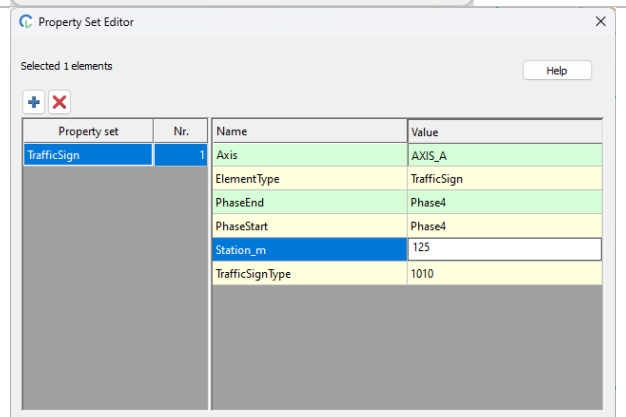 Property Set Editor
Selected 1 elements
Help
Property set Nr. Name Value
TrafficSign 1 Axis AXIS_A
ElementType TrafficSign
PhaseEnd Phase4
PhaseStart Phase4
Station_m 125
TrafficSignType 1010